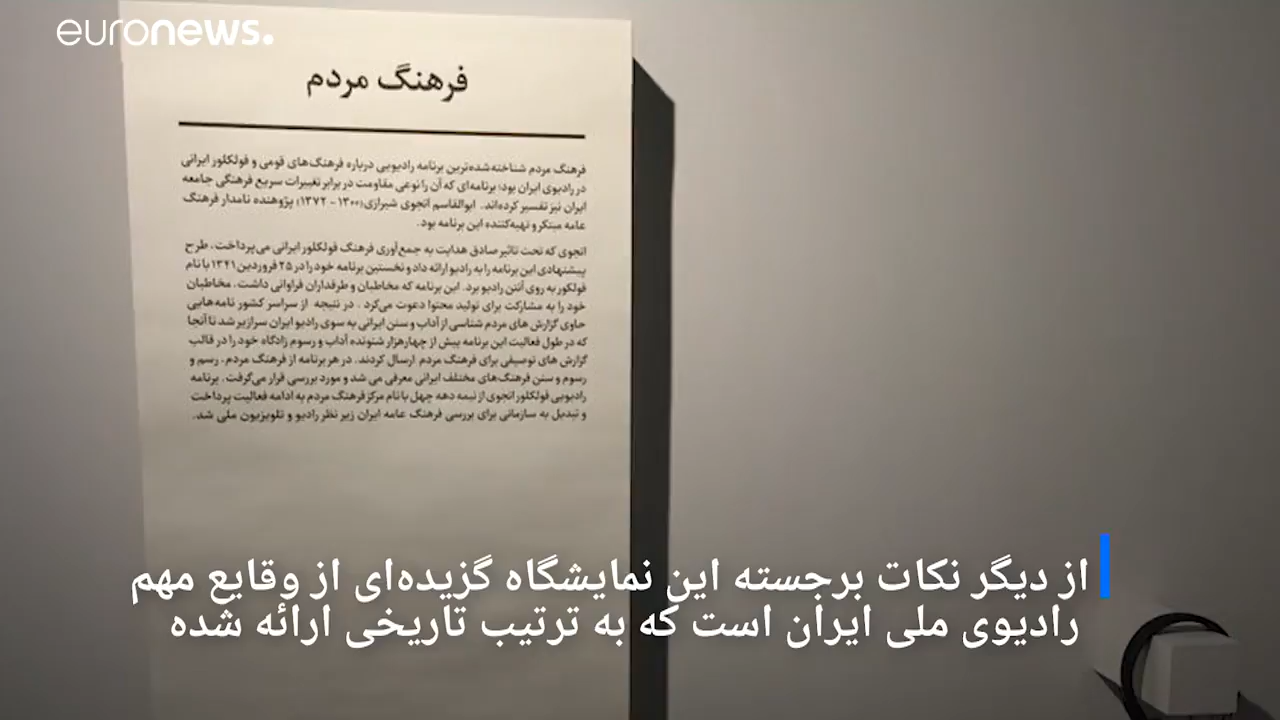 euronews.
فرهنگ مردم
فرهنگ مردم شناخته‌شده‌ترین برنامه رادیویی درباره فرهنگ‌های قومی و فولکلور ایرانی
در رادیوی ایران بود؛ برنامه‌ای که آن را نوعی مقاومت در برابر تغییرات سریع فرهنگی جامعه
ایران نیز تفسیر کرده‌اند. ابوالقاسم انجوی شیرازی(۱۳۰۰ - ۱۳۷۲) پژوهنده نامدار فرهنگ
عامه مبتکر و تهیه‌کننده این برنامه بود.
انجوی که تحت تاثیر صادق هدایت به جمع‌آوری فرهنگ فولکلور ایرانی می‌پرداخت، طرح
پیشنهادی این برنامه را به رادیو ارائه داد و نخستین برنامه خود را در ۲۵ فروردین ۱۳۴۱ با نام
فولکور به روی آنتن رادیو برد. این برنامه که مخاطبان و طرفداران فراوانی داشت، مخاطبان
خود را به مشارکت برای تولید محتوا دعوت می‌کرد . در نتیجه از سراسر کشور نامه‌هایی
حاوی گزارش های مردم شناسی از آداب و سنن ایرانی به سوی رادیو ایران سرازیر شد تا آنجا
که در طول فعالیت این برنامه بیش از چهارهزار شنونده آداب و رسوم زادگاه خود را در قالب
گزارش های توصیفی برای فرهنگ مردم ارسال کردند. در هر برنامه از فرهنگ مردم، رسم و
رسوم و سنن فرهنگ‌های مختلف ایرانی معرفی می شد و مورد بررسی قرار می‌گرفت. برنامه
رادیویی فولکلور انجوی از نیمه دهه چهل با نام مرکز فرهنگ مردم به ادامه فعالیت پرداخت
و تبدیل به سازمانی برای بررسی فرهنگ عامه ایران زیر نظر رادیو و تلویزیون ملی شد.
از دیگر نکات برجسته این نمایشگاه گزیده‌ای از وقایع مهم
رادیوی ملی ایران است که به ترتیب تاریخی ارائه شده